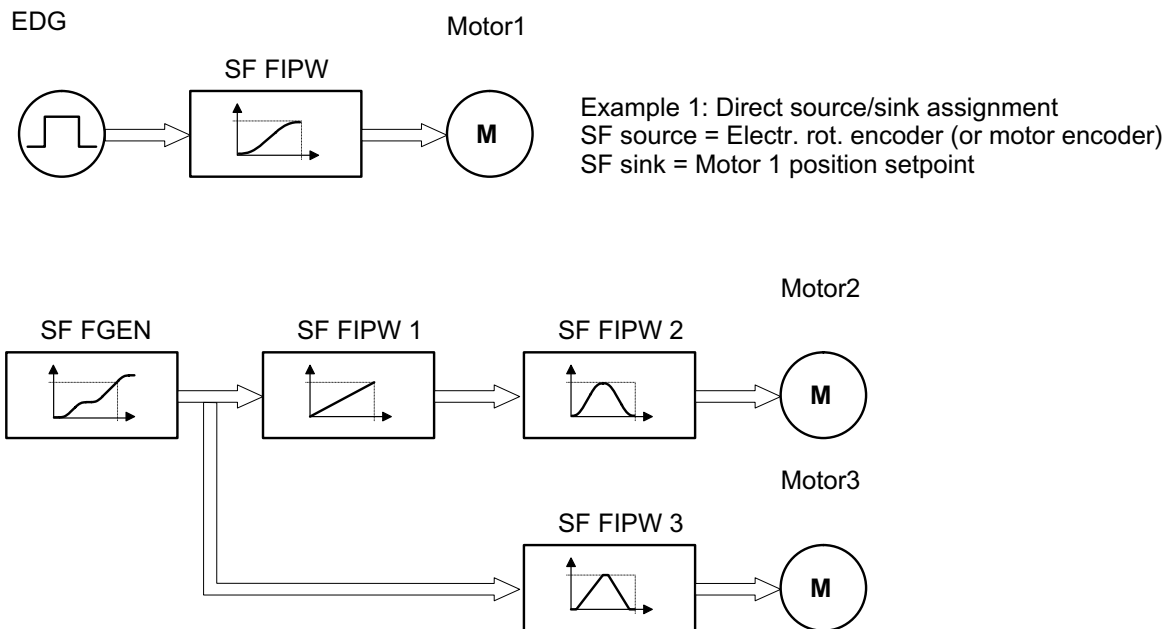 EDG
Motor1
SF FIPW
M
Example 1: Direct source/sink assignment
SF source = Electr. rot. encoder (or motor encoder)
SF sink = Motor 1 position setpoint
Motor2
SF FGEN
SF FIPW 1
SF FIPW 2
M
Motor3
SF FIPW 3
M